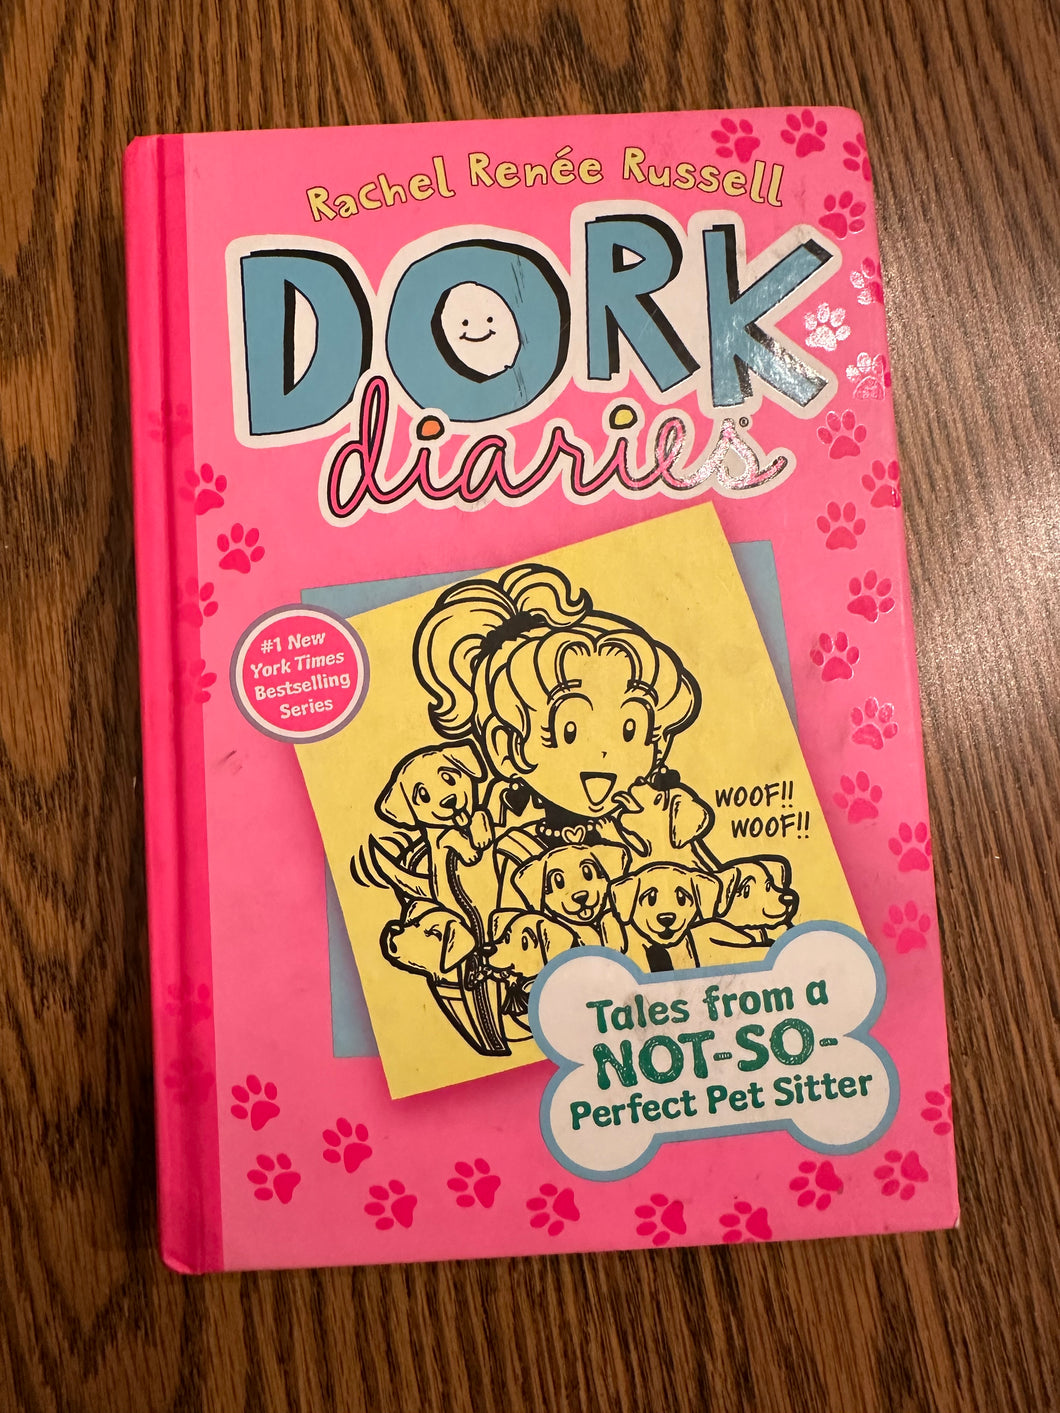 Rachel Renée Russell
DORK
diaries®
#1 New
York Times
Bestselling
Series
WOOF!!
WOOF!!
Tales from a
NOT-SO-
Perfect Pet Sitter